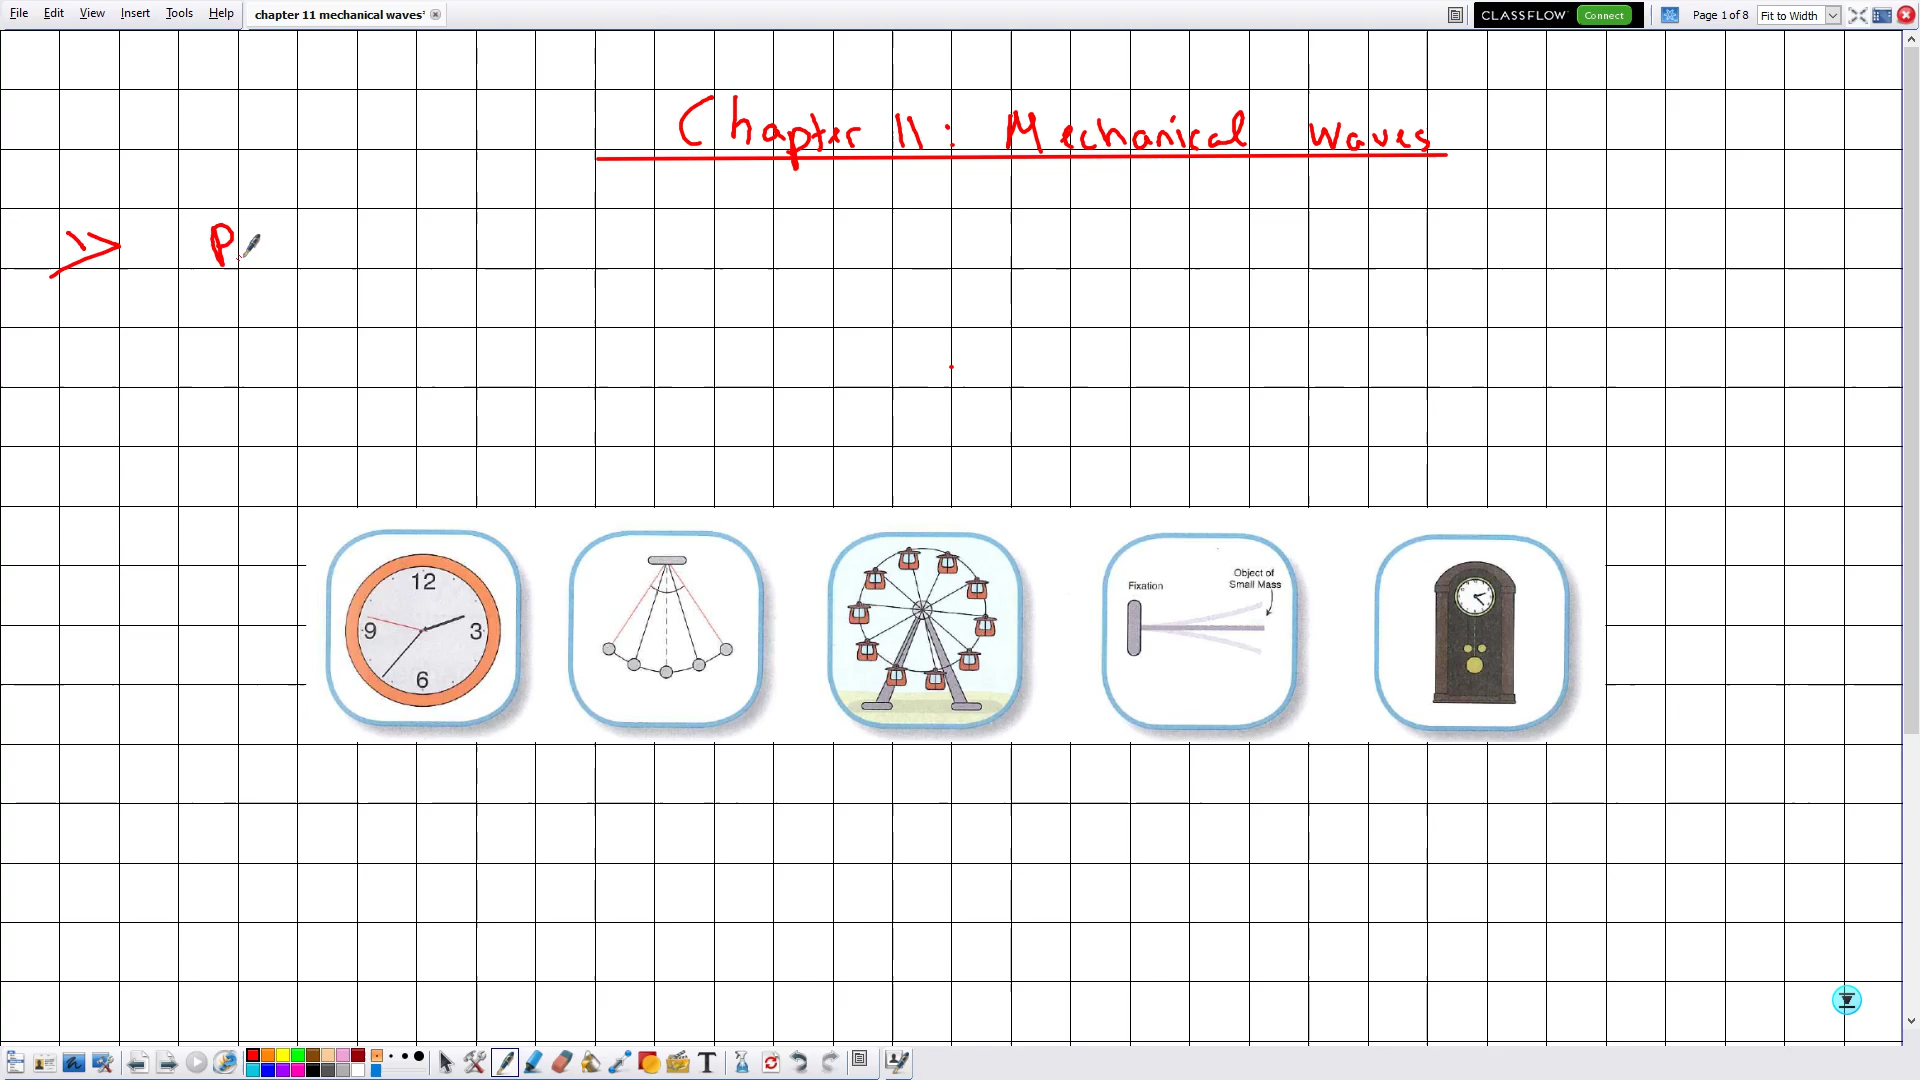 File Edit View Insert Tools Help chapter 11 mechanical waves* CLASSFLOW Connect Page 1 of 8 Fit to Width
Chapter 11: Mechanical Waves
1> P
12
9 3
6
Fixation
Object of
Small Mass
T